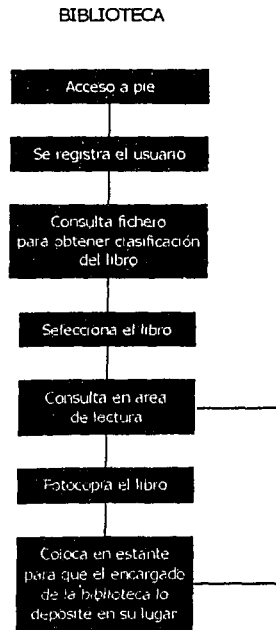 BIBLIOTECA
Acceso a pie
Se registra el usuario
Consulta fichero
para obtener clasificación
del libro
Selecciona el libro
Consulta en area
de lectura
Fotocopia el libro
Coloca en estante
para que el encargado
de la biblioteca lo
deposite en su lugar